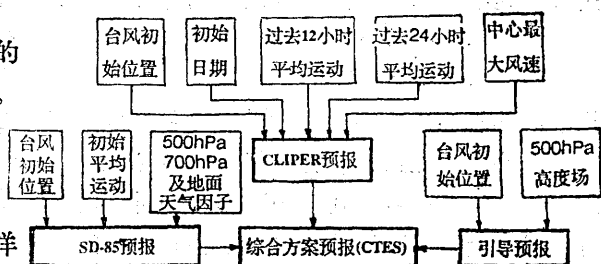 的
台风初
始位置
初始
日期
过去12小时
平均运动
过去24小时
平均运动
中心最
大风速
台风
初始
位置
初始
平均
运动
500hPa
700hPa
及地面
天气因子
CLIPER预报
台风初
始位置
500hPa
高度场
样
SD-85预报
综合方案预报(CTES)
引导预报